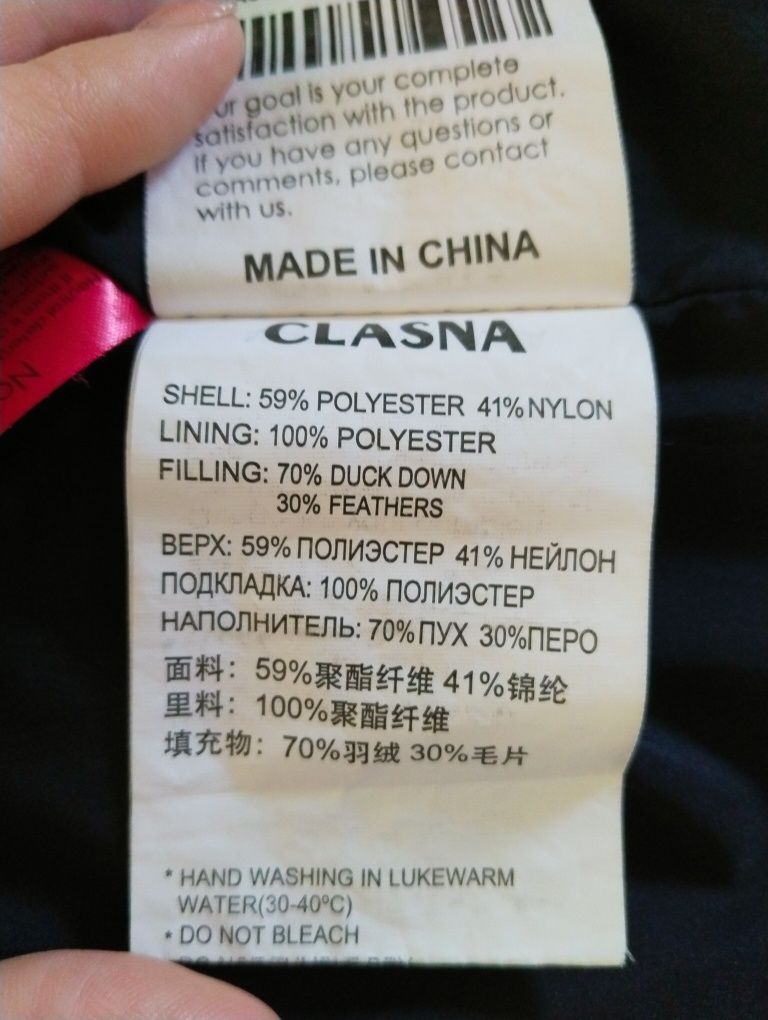 ur goal is your complete
satisfaction with the product.
If you have any questions or
comments, please contact
with us.
MADE IN CHINA
CLASNA
SHELL: 59% POLYESTER 41% NYLON
LINING: 100% POLYESTER
FILLING: 70% DUCK DOWN
30% FEATHERS
ВЕРХ: 59% ПОЛИЭСТЕР 41% НЕЙЛОН
ПОДКЛАДКА: 100% ПОЛИЭСТЕР
НАПОЛНИТЕЛЬ: 70% ПУХ 30%ПЕРО
面料：59%聚酯纤维 41%锦纶
里料：100%聚酯纤维
填充物：70%羽绒 30%毛片
* HAND WASHING IN LUKEWARM
WATER(30-40ºC)
* DO NOT BLEACH